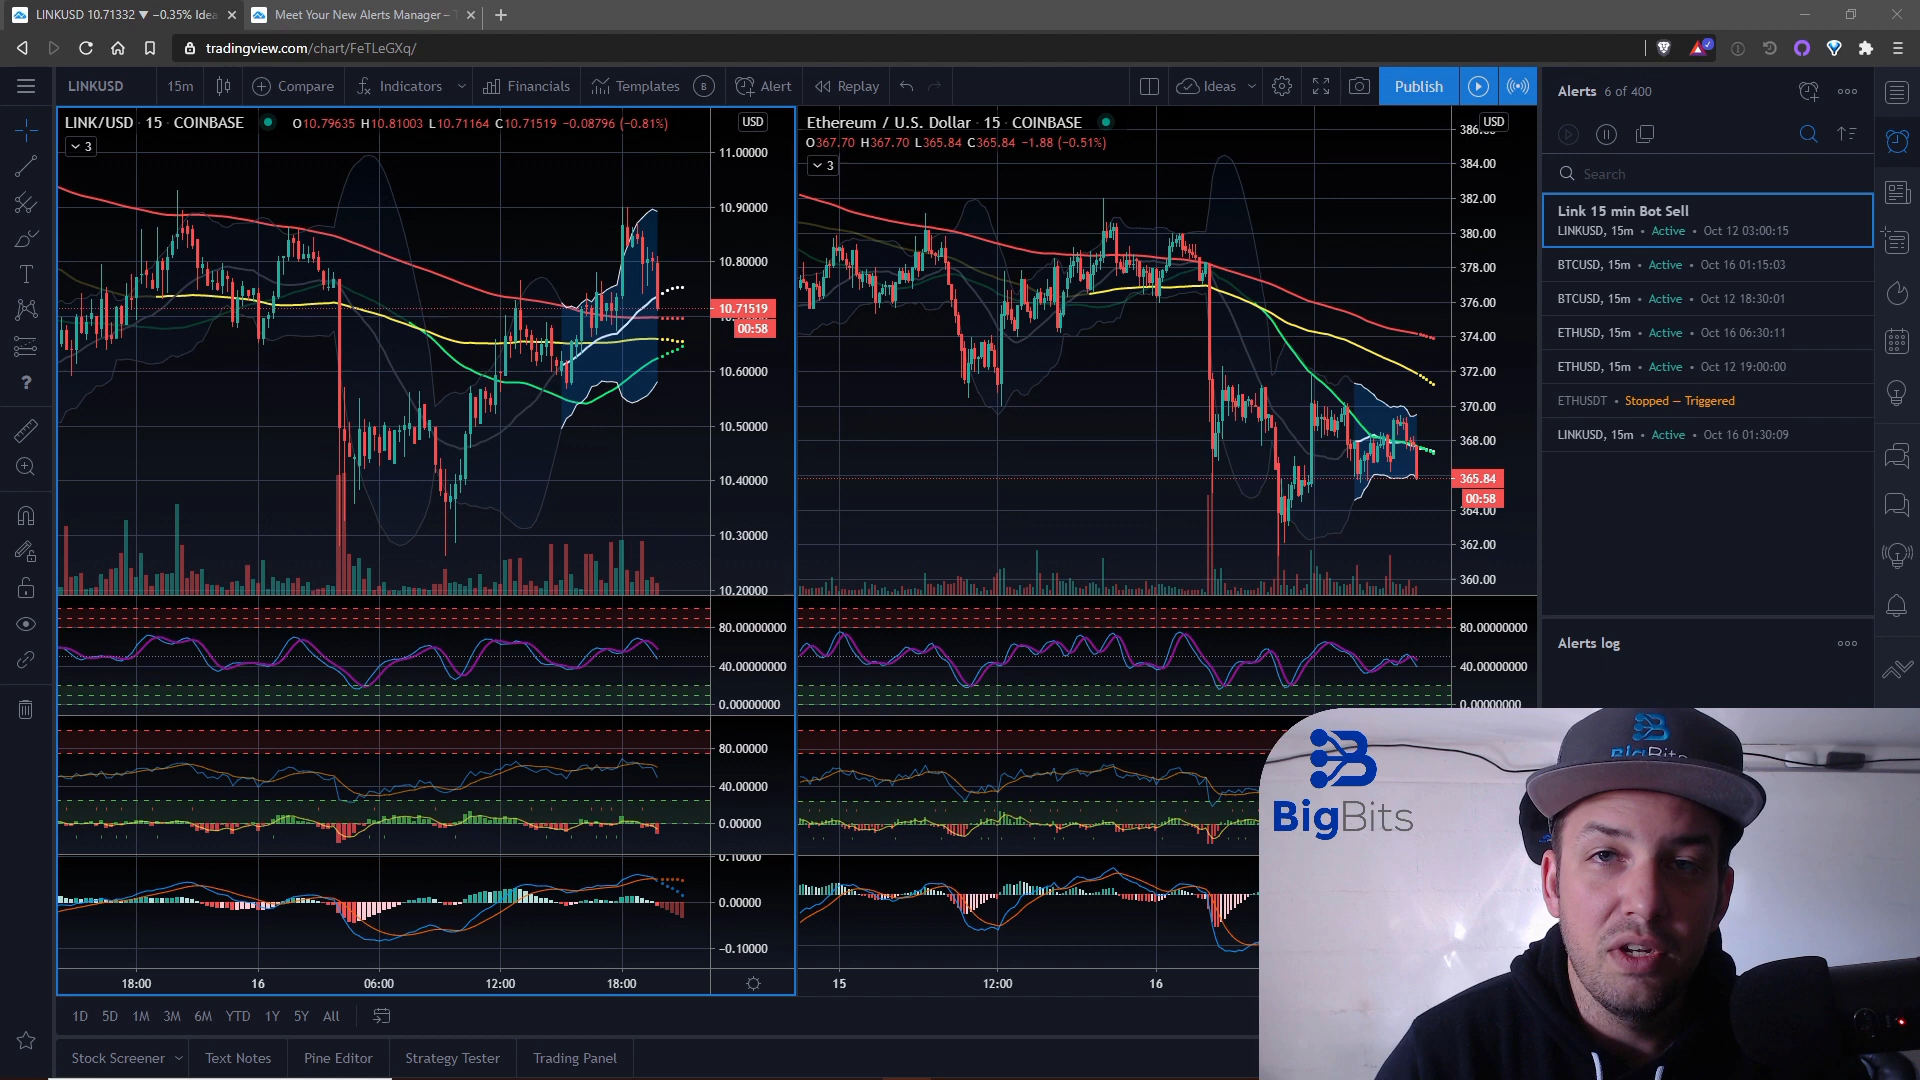 LINKUSD 10.71332 ▼ −0.35% Idea
Meet Your New Alerts Manager –
tradingview.com/chart/FeTLeGXq/
LINKUSD 15m Compare Indicators Financials Templates B Alert Replay Ideas Publish
LINK/USD · 15 · COINBASE O10.79635 H10.81003 L10.71164 C10.71519 −0.08796 (−0.81%) USD
3
11.00000
10.90000
10.80000
10.71519
00:58
10.60000
10.50000
10.40000
10.30000
10.20000
80.00000000
40.00000000
0.00000000
80.00000
40.00000
0.00000
0.10000
0.00000
−0.10000
18:00 16 06:00 12:00 18:00
Ethereum / U.S. Dollar · 15 · COINBASE USD
O367.70 H367.70 L365.84 C365.84 −1.88 (−0.51%)
3
384.00
382.00
380.00
378.00
376.00
374.00
372.00
370.00
368.00
365.84
00:58
364.00
362.00
360.00
80.00000000
40.00000000
0.00000000
15 12:00 16
Alerts 6 of 400
Search
Link 15 min Bot Sell
LINKUSD, 15m • Active • Oct 12 03:00:15
BTCUSD, 15m • Active • Oct 16 01:15:03
BTCUSD, 15m • Active • Oct 12 18:30:01
ETHUSD, 15m • Active • Oct 16 06:30:11
ETHUSD, 15m • Active • Oct 12 19:00:00
ETHUSDT • Stopped — Triggered
LINKUSD, 15m • Active • Oct 16 01:30:09
Alerts log
BigBits
BigBits
1D 5D 1M 3M 6M YTD 1Y 5Y All
Stock Screener Text Notes Pine Editor Strategy Tester Trading Panel